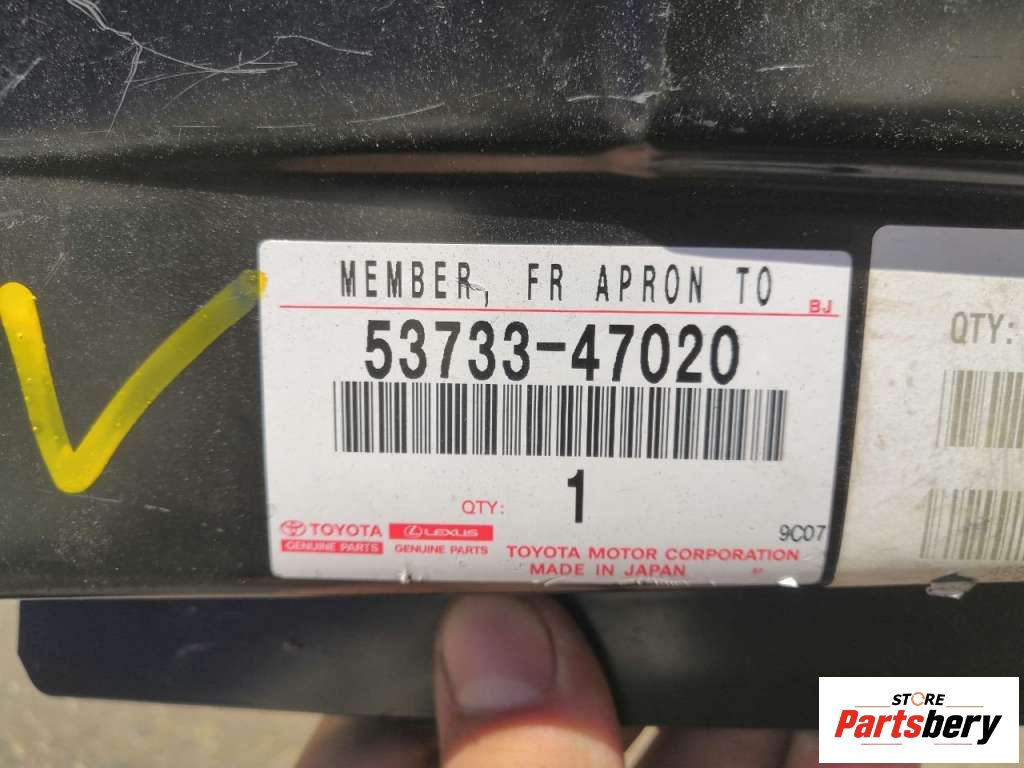 MEMBER, FR APRON TO
BJ
53733-47020
QTY: 1
9C07
TOYOTA
GENUINE PARTS
LEXUS
GENUINE PARTS
TOYOTA MOTOR CORPORATION
MADE IN JAPAN
QTY:
STORE
Partsbery